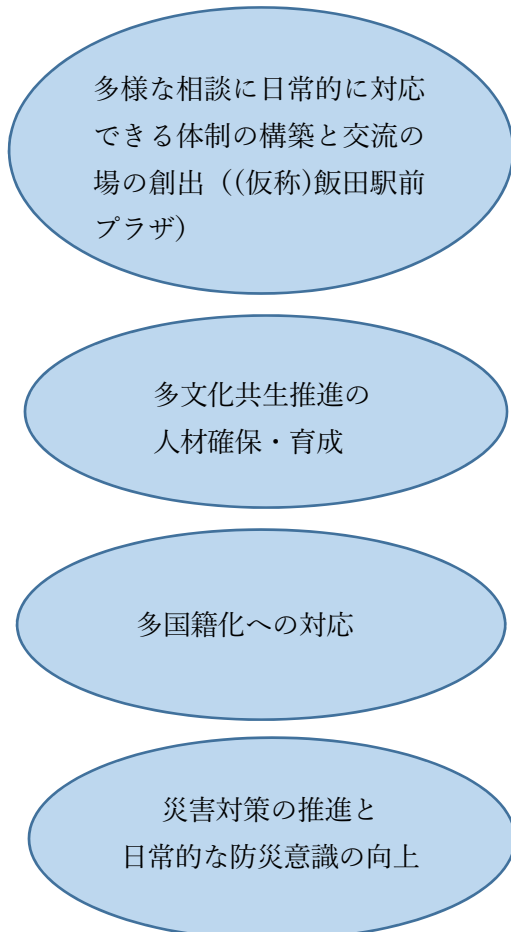 多様な相談に日常的に対応
できる体制の構築と交流の
場の創出（(仮称)飯田駅前
プラザ）
多文化共生推進の
人材確保・育成
多国籍化への対応
災害対策の推進と
日常的な防災意識の向上